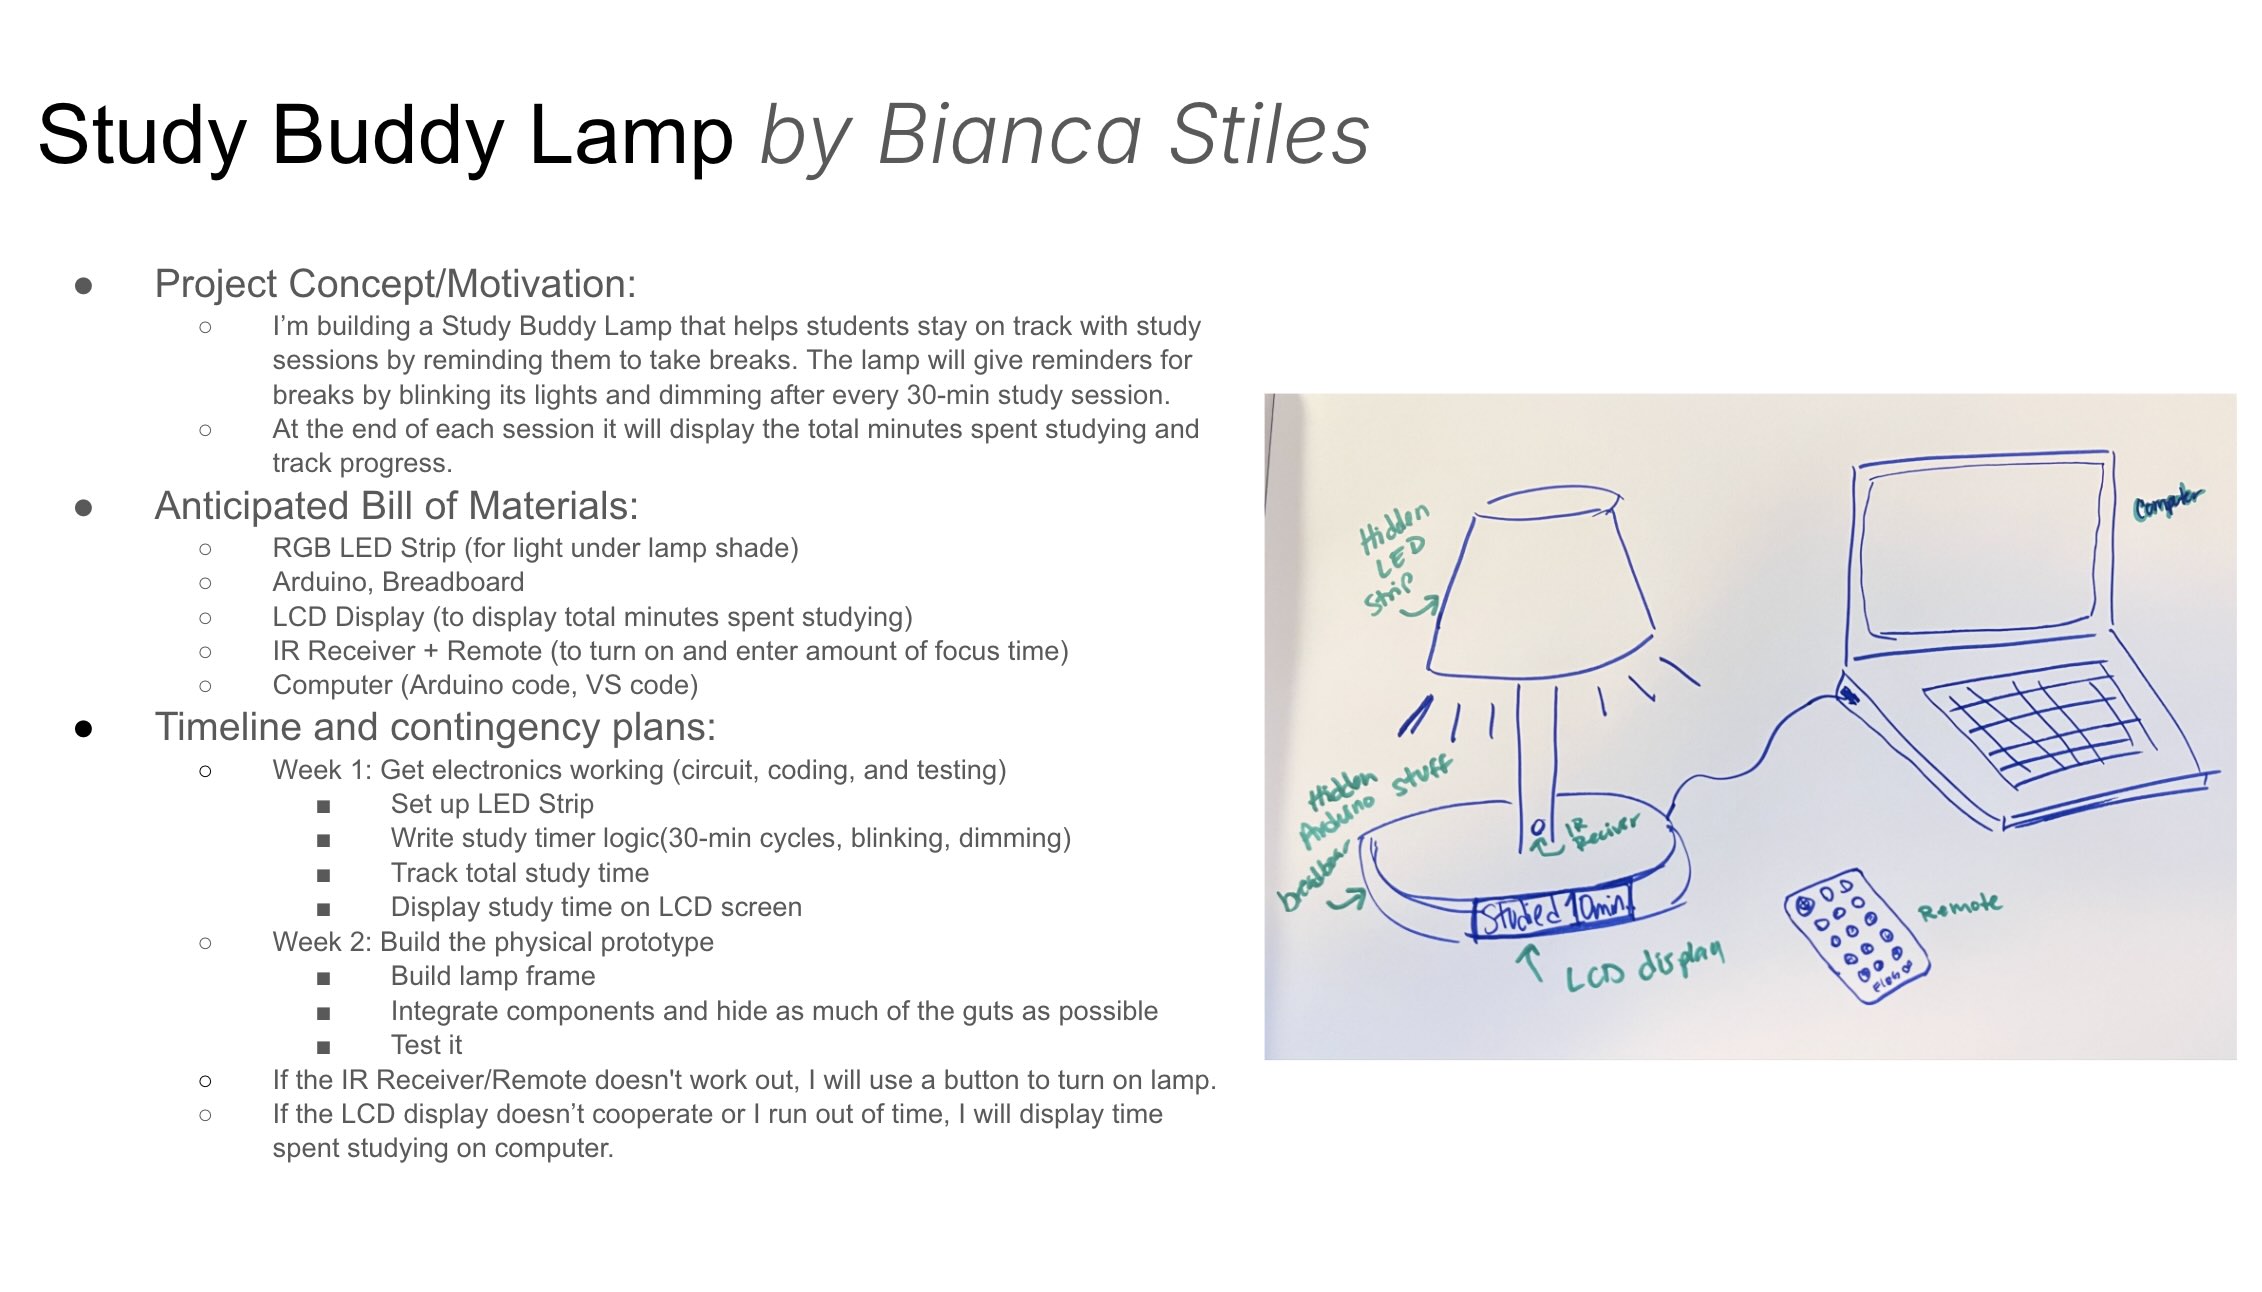 Study Buddy Lamp by Bianca Stiles
● Project Concept/Motivation:
○ I’m building a Study Buddy Lamp that helps students stay on track with study
sessions by reminding them to take breaks. The lamp will give reminders for
breaks by blinking its lights and dimming after every 30-min study session.
○ At the end of each session it will display the total minutes spent studying and
track progress.
● Anticipated Bill of Materials:
○ RGB LED Strip (for light under lamp shade)
○ Arduino, Breadboard
○ LCD Display (to display total minutes spent studying)
○ IR Receiver + Remote (to turn on and enter amount of focus time)
○ Computer (Arduino code, VS code)
● Timeline and contingency plans:
○ Week 1: Get electronics working (circuit, coding, and testing)
■ Set up LED Strip
■ Write study timer logic(30-min cycles, blinking, dimming)
■ Track total study time
■ Display study time on LCD screen
○ Week 2: Build the physical prototype
■ Build lamp frame
■ Integrate components and hide as much of the guts as possible
■ Test it
○ If the IR Receiver/Remote doesn't work out, I will use a button to turn on lamp.
○ If the LCD display doesn’t cooperate or I run out of time, I will display time
spent studying on computer.
Hidden
LED
Strip
Computer
Hidden
Arduino stuff
breadboar
IR
Reciver
Studied 10min.
LCD display
Remote